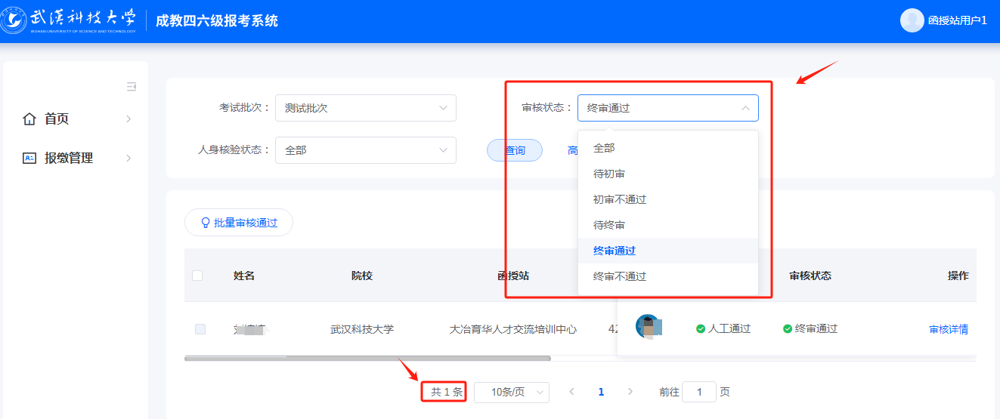 武漢科技大学
WUHAN UNIVERSITY OF SCIENCE AND TECHNOLOGY
成教四六级报考系统
函授站用户1
首页
报缴管理
考试批次： 测试批次
审核状态： 终审通过
人身核验状态： 全部
查询
高
全部
待初审
初审不通过
待终审
终审通过
终审不通过
批量审核通过
姓名 院校 函授站 审核状态 操作
武汉科技大学 大冶育华人才交流培训中心 42 人工通过 终审通过 审核详情
共 1 条 10条/页 1 前往 1 页